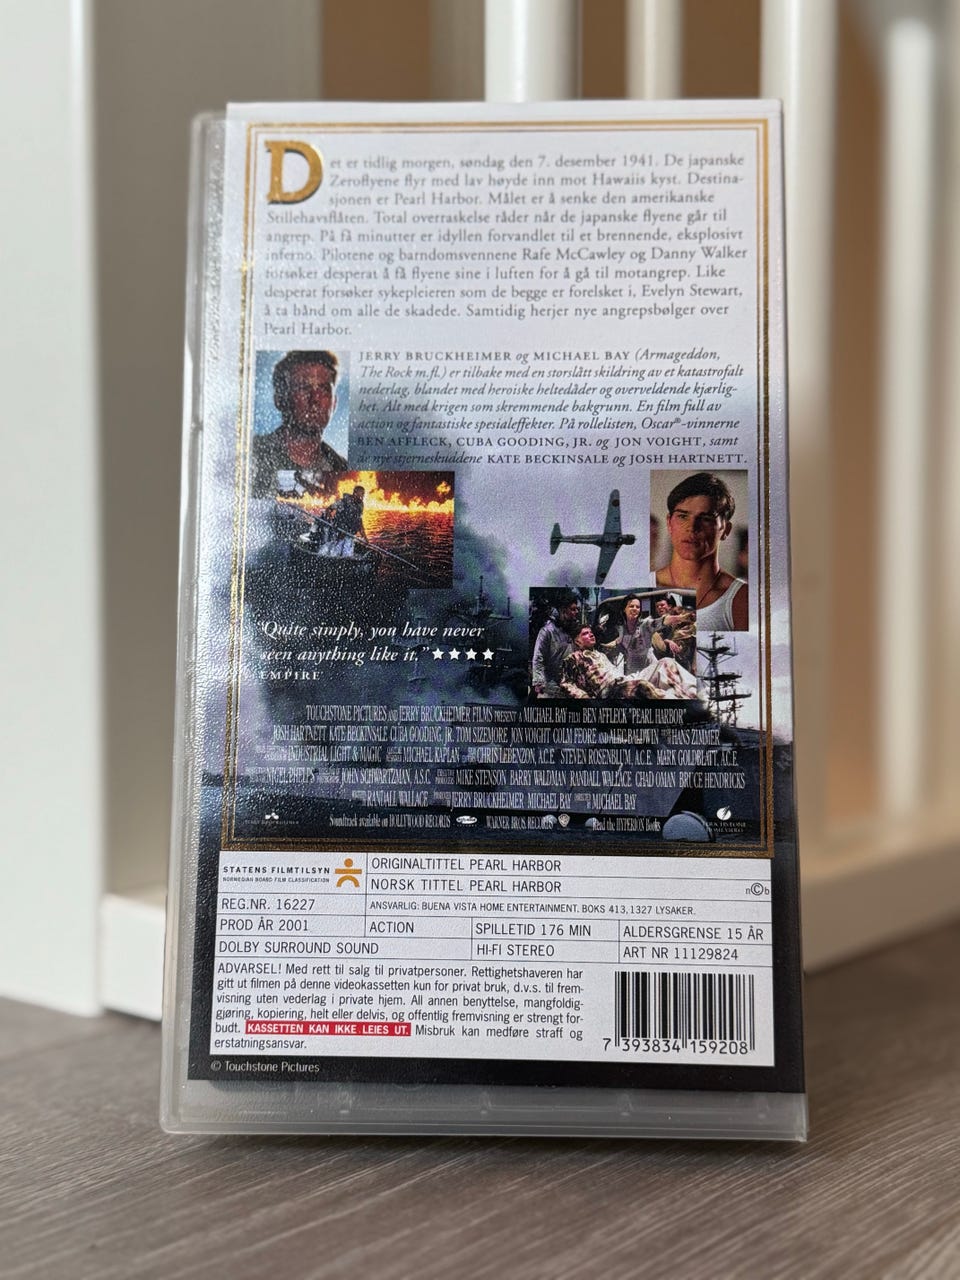 Det er tidlig morgen, søndag den 7. desember 1941. De japanske
Zeroflyene flyr med lav høyde inn mot Hawaiis kyst. Destina-
sjonen er Pearl Harbor. Målet er å senke den amerikanske
Stillehavsflåten. Total overraskelse råder når de japanske flyene går til
angrep. På få minutter er idyllen forvandlet til et brennende, eksplosivt
inferno. Pilotene og barndomsvennene Rafe McCawley og Danny Walker
forsøker desperat å få flyene sine i luften for å gå til motangrep. Like
desperat forsøker sykepleieren som de begge er forelsket i, Evelyn Stewart,
å ta hånd om alle de skadede. Samtidig herjer nye angrepsbølger over
Pearl Harbor.
JERRY BRUCKHEIMER og MICHAEL BAY (Armageddon,
The Rock m.fl.) er tilbake med en storslått skildring av et katastrofalt
nederlag, blandet med heroiske heltedåder og overveldende kjærlig-
het. Alt med krigen som skremmende bakgrunn. En film full av
action og fantastiske spesialeffekter. På rollelisten, Oscar®-vinnerne
BEN AFFLECK, CUBA GOODING, JR. og JON VOIGHT, samt
de nye stjerneskuddene KATE BECKINSALE og JOSH HARTNETT.
"Quite simply, you have never
seen anything like it." ★★★★
EMPIRE
TOUCHSTONE PICTURES AND JERRY BRUCKHEIMER FILMS PRESENT A MICHAEL BAY FILM BEN AFFLECK "PEARL HARBOR"
JOSH HARTNETT KATE BECKINSALE CUBA GOODING, JR. TOM SIZEMORE JON VOIGHT COLM FEORE AND ALEC BALDWIN HANS ZIMMER
INDUSTRIAL LIGHT & MAGIC MICHAEL KAPLAN CHRIS LEBENZON, A.C.E. STEVEN ROSENBLUM, A.C.E. MARK GOLDBLATT, A.C.E.
NIGEL PHELPS JOHN SCHWARTZMAN, A.S.C. MIKE STENSON BARRY WALDMAN RANDALL WALLACE CHAD OMAN BRUCE HENDRICKS
WRITTEN BY RANDALL WALLACE PRODUCED BY JERRY BRUCKHEIMER, MICHAEL BAY DIRECTED BY MICHAEL BAY
Soundtrack available on HOLLYWOOD RECORDS WARNER BROS. RECORDS Read the HYPERION Books
JERRY BRUCKHEIMER
TOUCHSTONE
HOME VIDEO
STATENS FILMTILSYN
NORWEGIAN BOARD FILM CLASSIFICATION
ORIGINALTITTEL PEARL HARBOR
NORSK TITTEL PEARL HARBOR
n©b
REG.NR. 16227
ANSVARLIG: BUENA VISTA HOME ENTERTAINMENT. BOKS 413, 1327 LYSAKER.
PROD ÅR 2001 ACTION SPILLETID 176 MIN ALDERSGRENSE 15 ÅR
DOLBY SURROUND SOUND HI-FI STEREO ART NR 11129824
ADVARSEL! Med rett til salg til privatpersoner. Rettighetshaveren har
gitt ut filmen på denne videokassetten kun for privat bruk, d.v.s. til frem-
visning uten vederlag i private hjem. All annen benyttelse, mangfoldig-
gjøring, kopiering, helt eller delvis, og offentlig fremvisning er strengt for-
budt. KASSETTEN KAN IKKE LEIES UT. Misbruk kan medføre straff og
erstatningsansvar.
7 393834 159208
© Touchstone Pictures